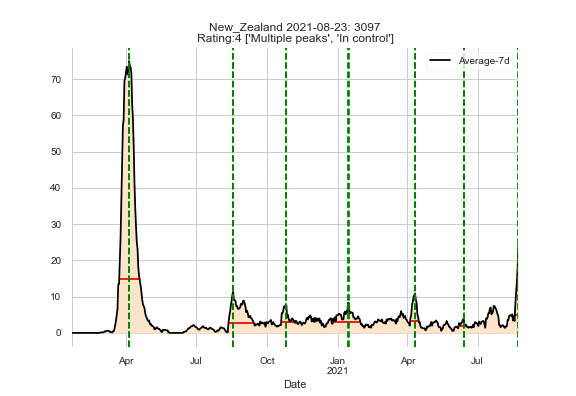 New_Zealand 2021-08-23: 3097
Rating:4 ['Multiple peaks', 'In control']
Average-7d
70
60
50
40
30
20
10
0
Apr
Jul
Oct
Jan
2021
Apr
Jul
Date